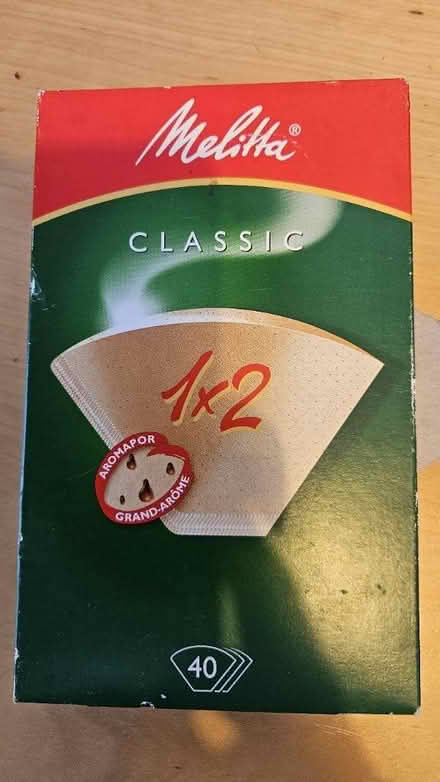 Melitta®
CLASSIC
1x2
AROMAPOR
GRAND-ARÔME
40